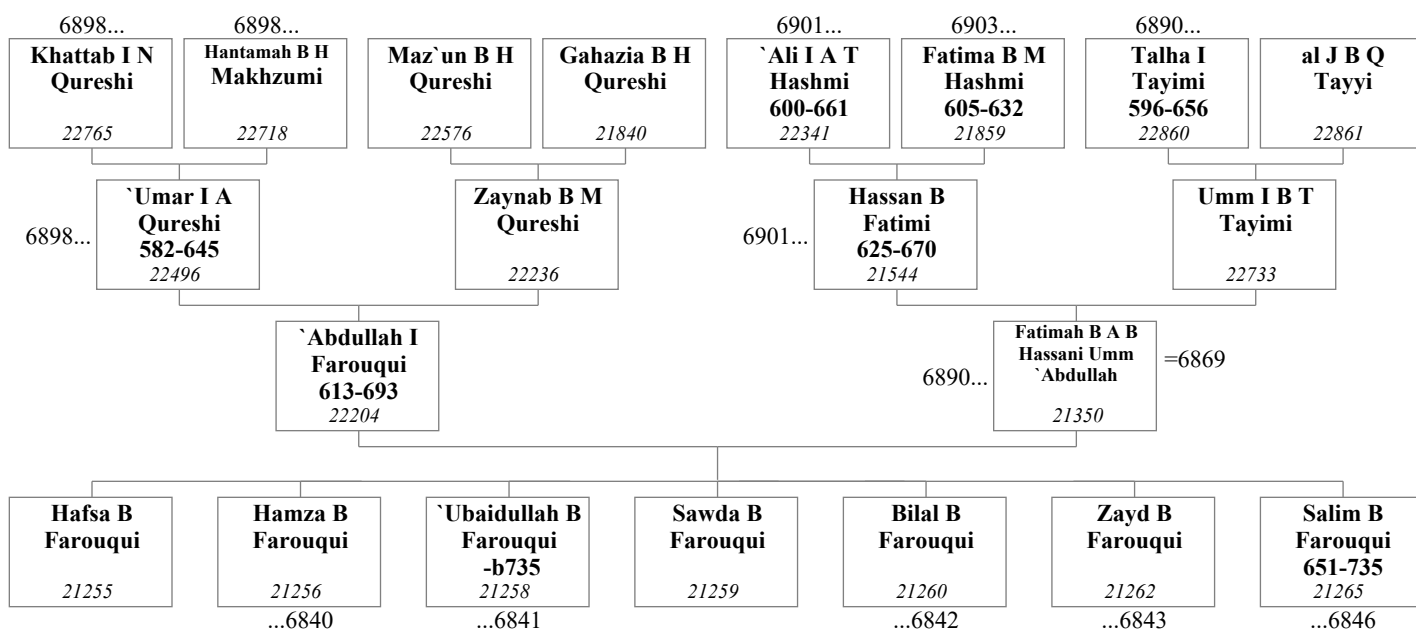 6898...
6898...
6901...
6903...
6890...
Khattab I N
Qureshi
22765
Hantamah B H
Makhzumi
22718
Maz`un B H
Qureshi
22576
Gahazia B H
Qureshi
21840
`Ali I A T
Hashmi
600-661
22341
Fatima B M
Hashmi
605-632
21859
Talha I
Tayimi
596-656
22860
al J B Q
Tayyi
22861
6898...
`Umar I A
Qureshi
582-645
22496
Zaynab B M
Qureshi
22236
6901...
Hassan B
Fatimi
625-670
21544
Umm I B T
Tayimi
22733
`Abdullah I
Farouqui
613-693
22204
6890...
Fatimah B A B
Hassani Umm
`Abdullah
21350
=6869
Hafsa B
Farouqui
21255
Hamza B
Farouqui
21256
...6840
`Ubaidullah B
Farouqui
-b735
21258
...6841
Sawda B
Farouqui
21259
Bilal B
Farouqui
21260
...6842
Zayd B
Farouqui
21262
...6843
Salim B
Farouqui
651-735
21265
...6846